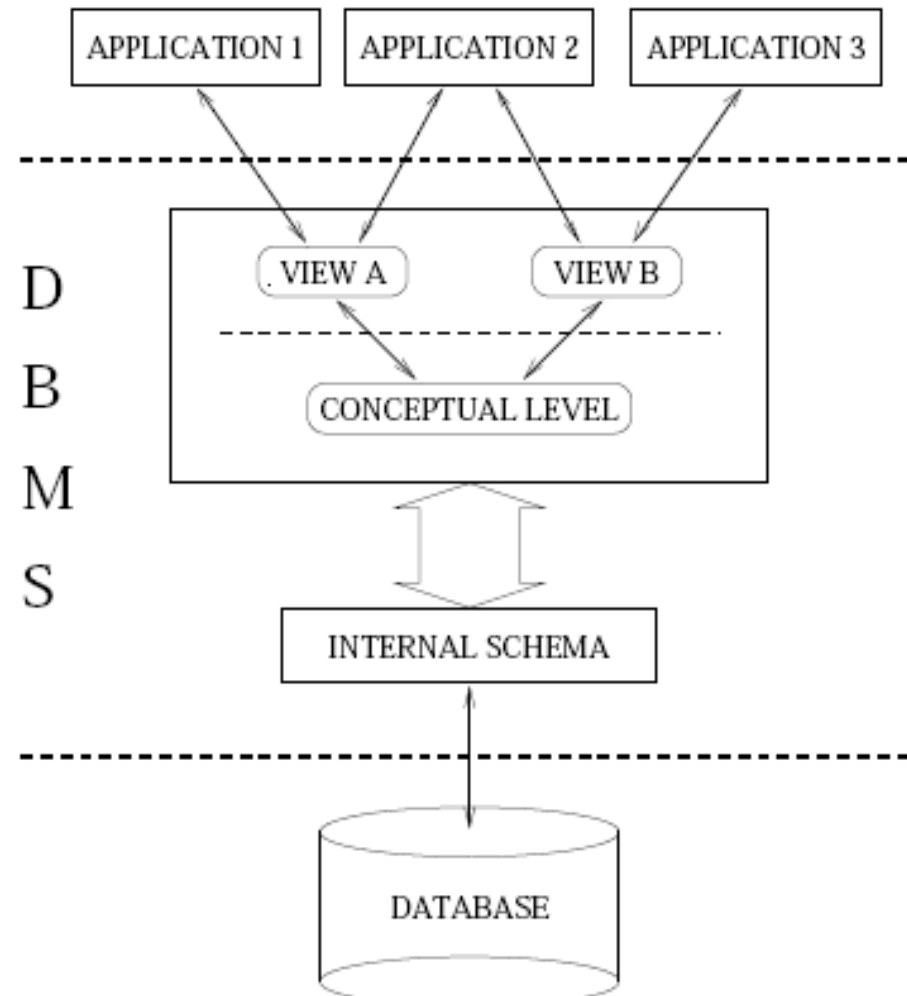 APPLICATION 1
APPLICATION 2
APPLICATION 3
D
. VIEW A
VIEW B
B
CONCEPTUAL LEVEL
M
S
INTERNAL SCHEMA
DATABASE